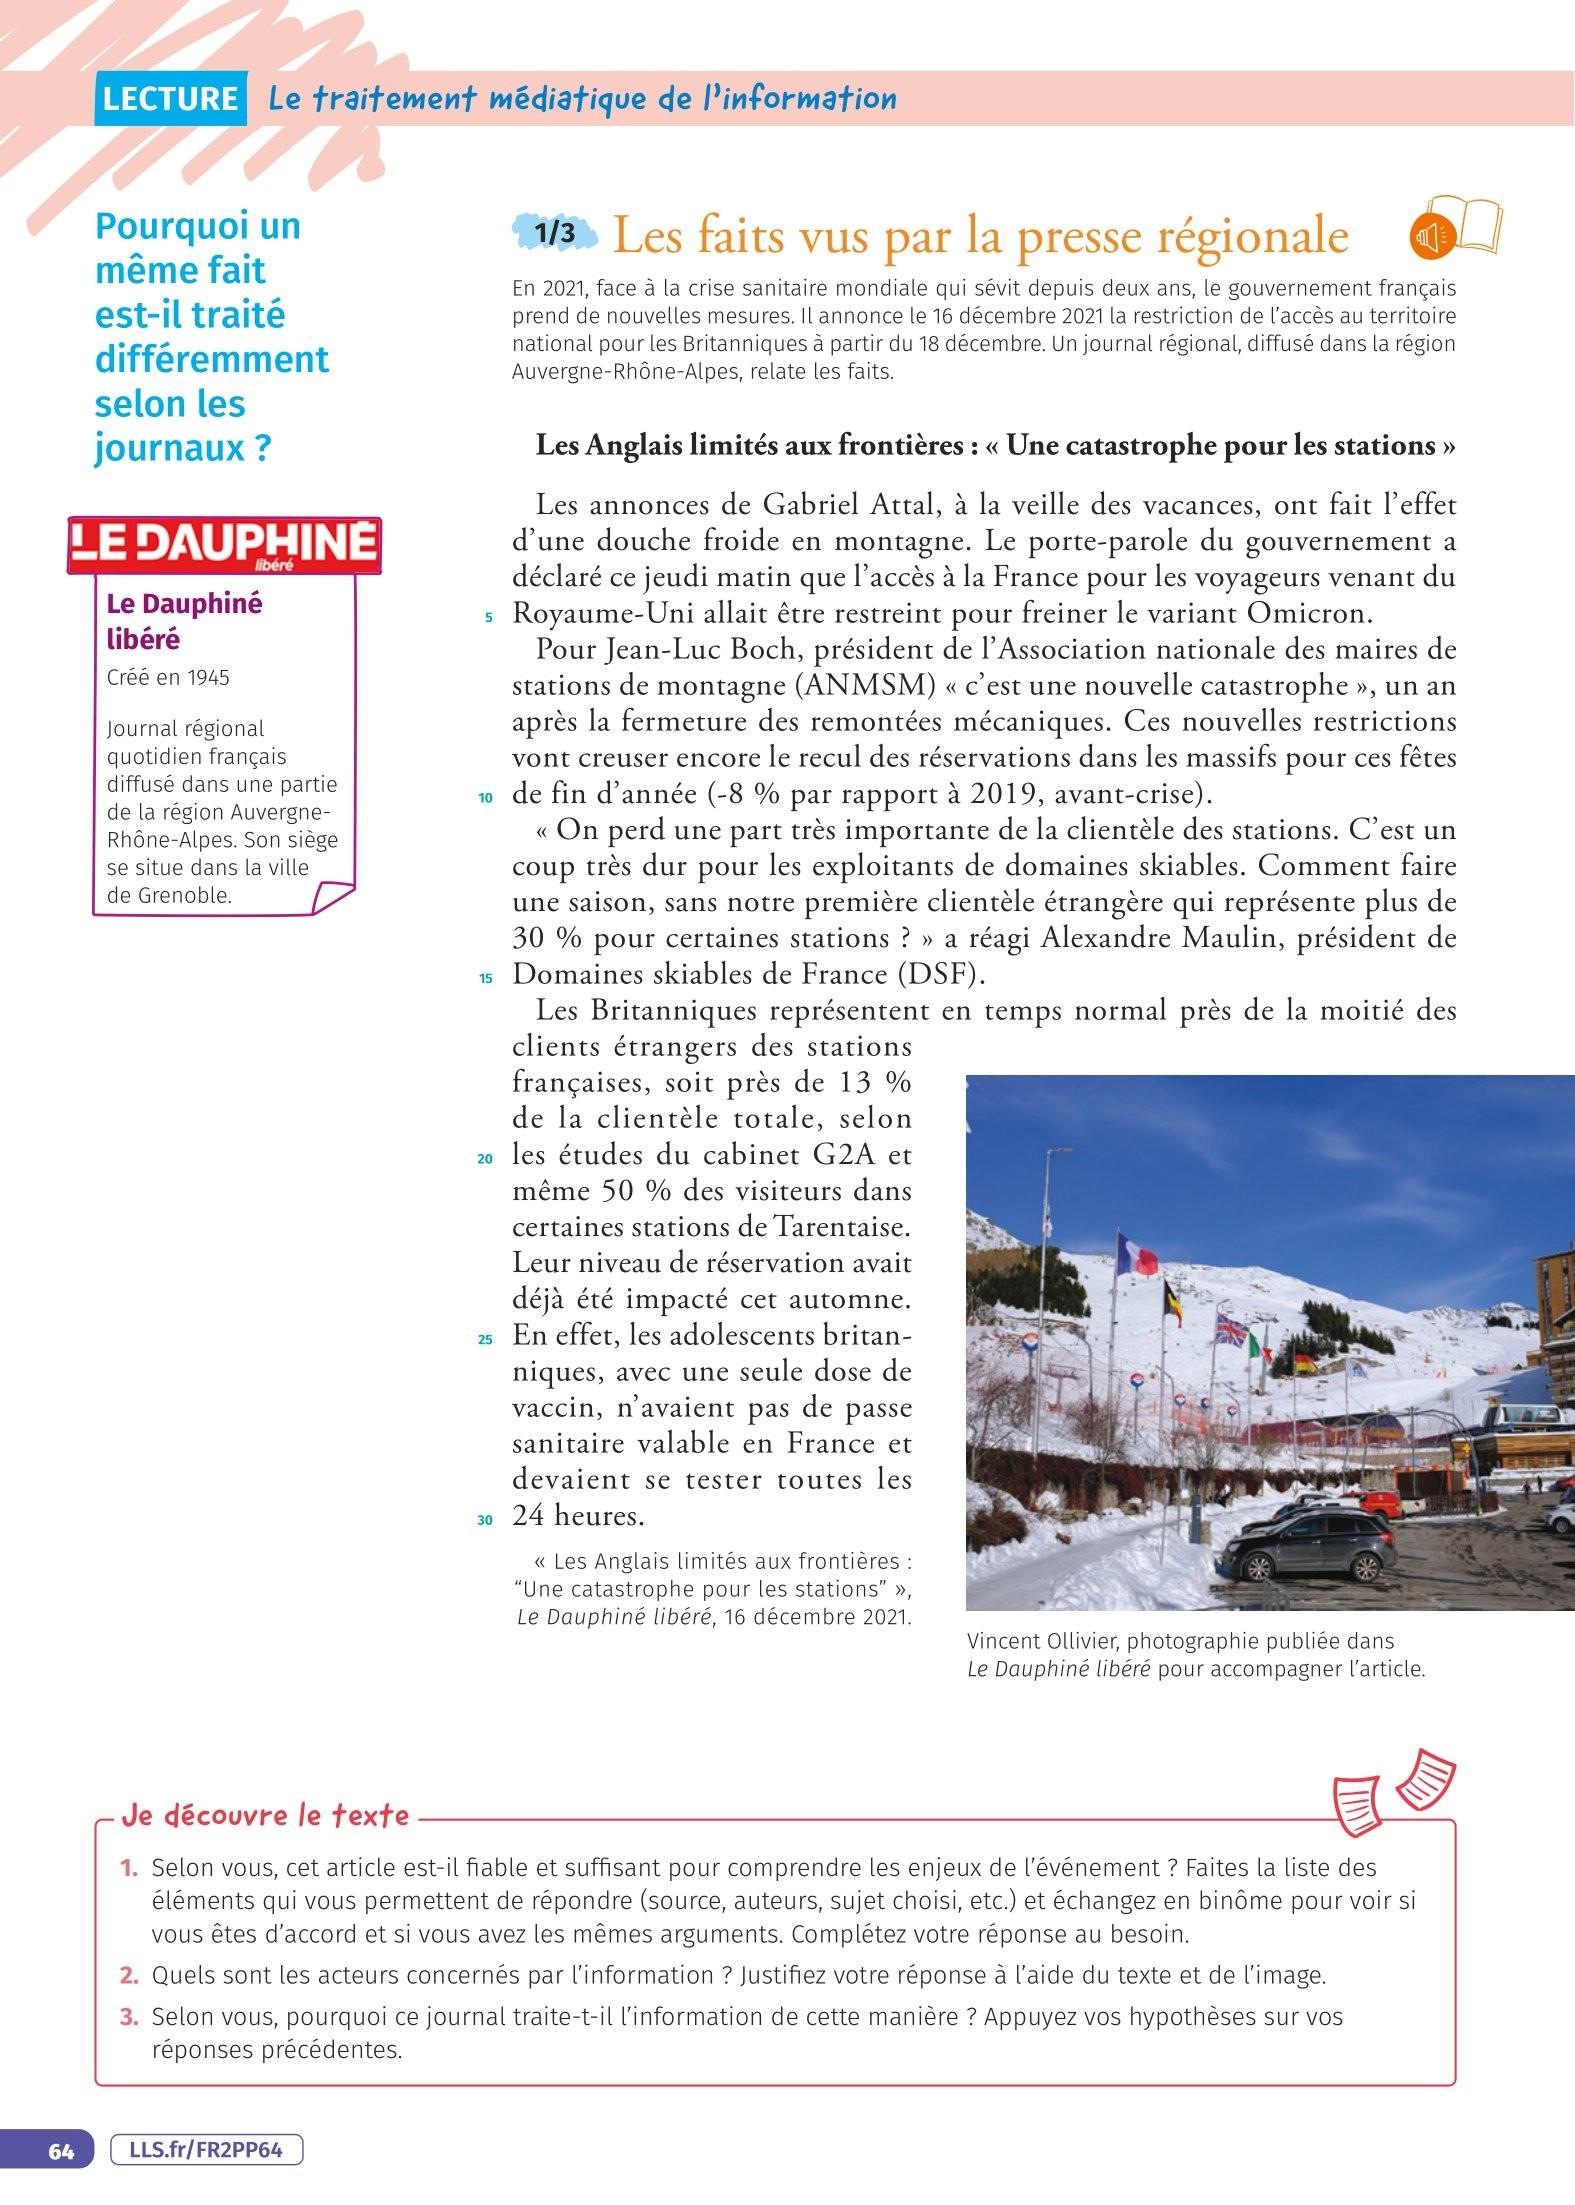 LECTURE Le traitement médiatique de l'information
Pourquoi un
même fait
est-il traité
différemment
selon les
journaux ?
LE DAUPHINÉ
libéré
Le Dauphiné
libéré
Créé en 1945
Journal régional
quotidien français
diffusé dans une partie
de la région Auvergne-
Rhône-Alpes. Son siège
se situe dans la ville
de Grenoble.
1/3 Les faits vus par la presse régionale
En 2021, face à la crise sanitaire mondiale qui sévit depuis deux ans, le gouvernement français
prend de nouvelles mesures. Il annonce le 16 décembre 2021 la restriction de l'accès au territoire
national pour les Britanniques à partir du 18 décembre. Un journal régional, diffusé dans la région
Auvergne-Rhône-Alpes, relate les faits.
Les Anglais limités aux frontières : « Une catastrophe pour les stations »
Les annonces de Gabriel Attal, à la veille des vacances, ont fait l'effet
d'une douche froide en montagne. Le porte-parole du gouvernement a
déclaré ce jeudi matin que l'accès à la France pour les voyageurs venant du
5 Royaume-Uni allait être restreint pour freiner le variant Omicron.
Pour Jean-Luc Boch, président de l'Association nationale des maires de
stations de montagne (ANMSM) « c'est une nouvelle catastrophe », un an
après la fermeture des remontées mécaniques. Ces nouvelles restrictions
vont creuser encore le recul des réservations dans les massifs pour ces fêtes
10 de fin d'année (-8 % par rapport à 2019, avant-crise).
« On perd une part très importante de la clientèle des stations. C'est un
coup très dur pour les exploitants de domaines skiables. Comment faire
une saison, sans notre première clientèle étrangère qui représente plus de
30 % pour certaines stations ? » a réagi Alexandre Maulin, président de
15 Domaines skiables de France (DSF).
Les Britanniques représentent en temps normal près de la moitié des
clients étrangers des stations
françaises, soit près de 13 %
de la clientèle totale, selon
20 les études du cabinet G2A et
même 50 % des visiteurs dans
certaines stations de Tarentaise.
Leur niveau de réservation avait
déjà été impacté cet automne.
25 En effet, les adolescents britan-
niques, avec une seule dose de
vaccin, n'avaient pas de passe
sanitaire valable en France et
devaient se tester toutes les
30 24 heures.
« Les Anglais limités aux frontières :
“Une catastrophe pour les stations” »,
Le Dauphiné libéré, 16 décembre 2021.
Vincent Ollivier, photographie publiée dans
Le Dauphiné libéré pour accompagner l'article.
Je découvre le texte
1. Selon vous, cet article est-il fiable et suffisant pour comprendre les enjeux de l'événement ? Faites la liste des
éléments qui vous permettent de répondre (source, auteurs, sujet choisi, etc.) et échangez en binôme pour voir si
vous êtes d'accord et si vous avez les mêmes arguments. Complétez votre réponse au besoin.
2. Quels sont les acteurs concernés par l'information ? Justifiez votre réponse à l'aide du texte et de l'image.
3. Selon vous, pourquoi ce journal traite-t-il l'information de cette manière ? Appuyez vos hypothèses sur vos
réponses précédentes.
64 LLS.fr/FR2PP64